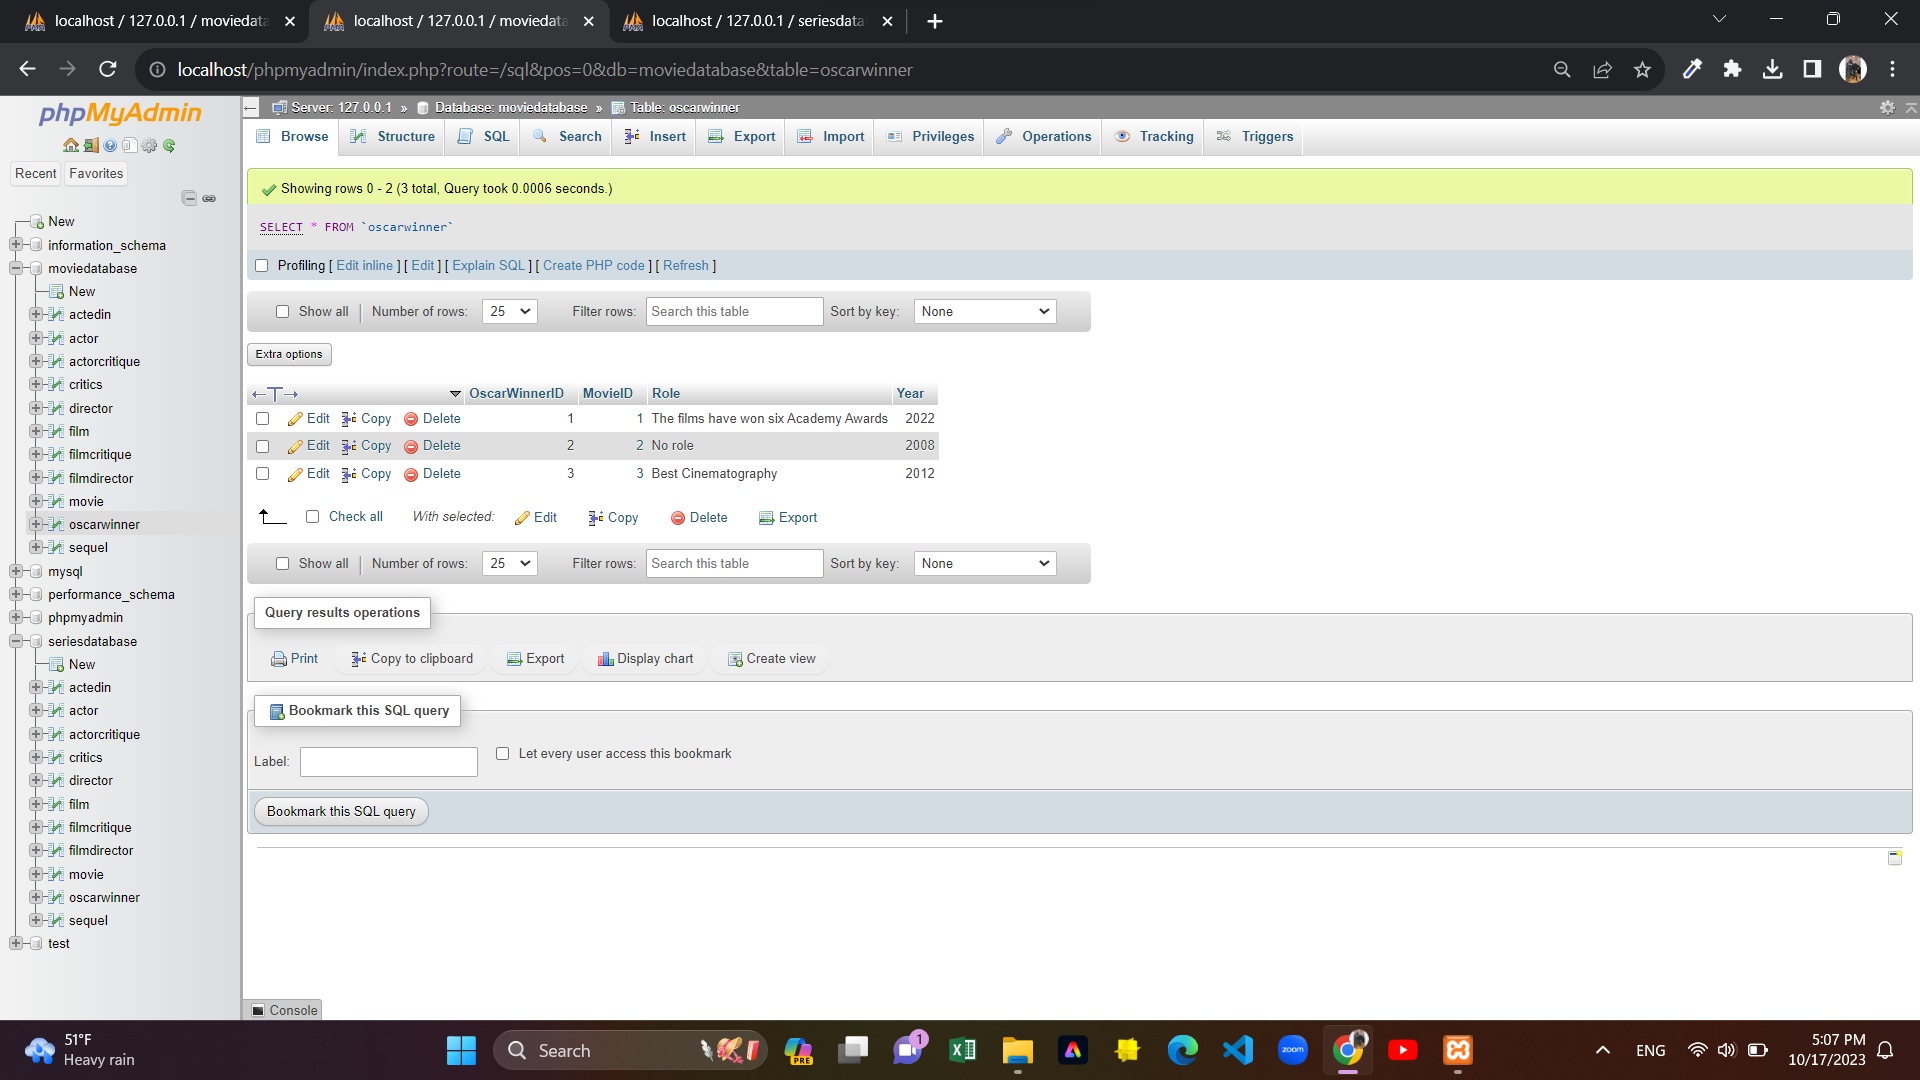 localhost / 127.0.0.1 / moviedata
localhost / 127.0.0.1 / moviedata
localhost / 127.0.0.1 / seriesdata
localhost/phpmyadmin/index.php?route=/sql&pos=0&db=moviedatabase&table=oscarwinner
phpMyAdmin
Recent Favorites
New
information_schema
moviedatabase
New
actedin
actor
actorcritique
critics
director
film
filmcritique
filmdirector
movie
oscarwinner
sequel
mysql
performance_schema
phpmyadmin
seriesdatabase
New
actedin
actor
actorcritique
critics
director
film
filmcritique
filmdirector
movie
oscarwinner
sequel
test
Server: 127.0.0.1 » Database: moviedatabase » Table: oscarwinner
Browse Structure SQL Search Insert Export Import Privileges Operations Tracking Triggers
Showing rows 0 - 2 (3 total, Query took 0.0006 seconds.)
SELECT * FROM `oscarwinner`
Profiling [ Edit inline ] [ Edit ] [ Explain SQL ] [ Create PHP code ] [ Refresh ]
Show all | Number of rows: 25 Filter rows: Search this table Sort by key: None
Extra options
←T→ OscarWinnerID MovieID Role Year
Edit Copy Delete 1 1 The films have won six Academy Awards 2022
Edit Copy Delete 2 2 No role 2008
Edit Copy Delete 3 3 Best Cinematography 2012
Check all With selected: Edit Copy Delete Export
Show all | Number of rows: 25 Filter rows: Search this table Sort by key: None
Query results operations
Print Copy to clipboard Export Display chart Create view
Bookmark this SQL query
Label: Let every user access this bookmark
Bookmark this SQL query
Console
51°F
Heavy rain
Search
PRE
1
zoom
ENG
5:07 PM
10/17/2023